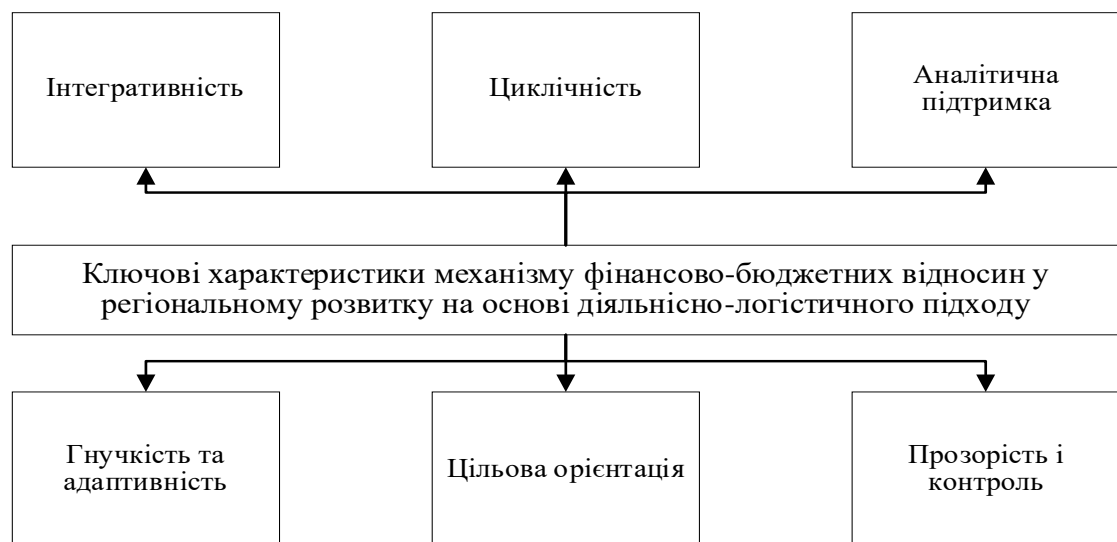 Інтегративність
Циклічність
Аналітична
підтримка
Ключові характеристики механізму фінансово-бюджетних відносин у
регіональному розвитку на основі діяльнісно-логістичного підходу
Гнучкість та
адаптивність
Цільова орієнтація
Прозорість і
контроль